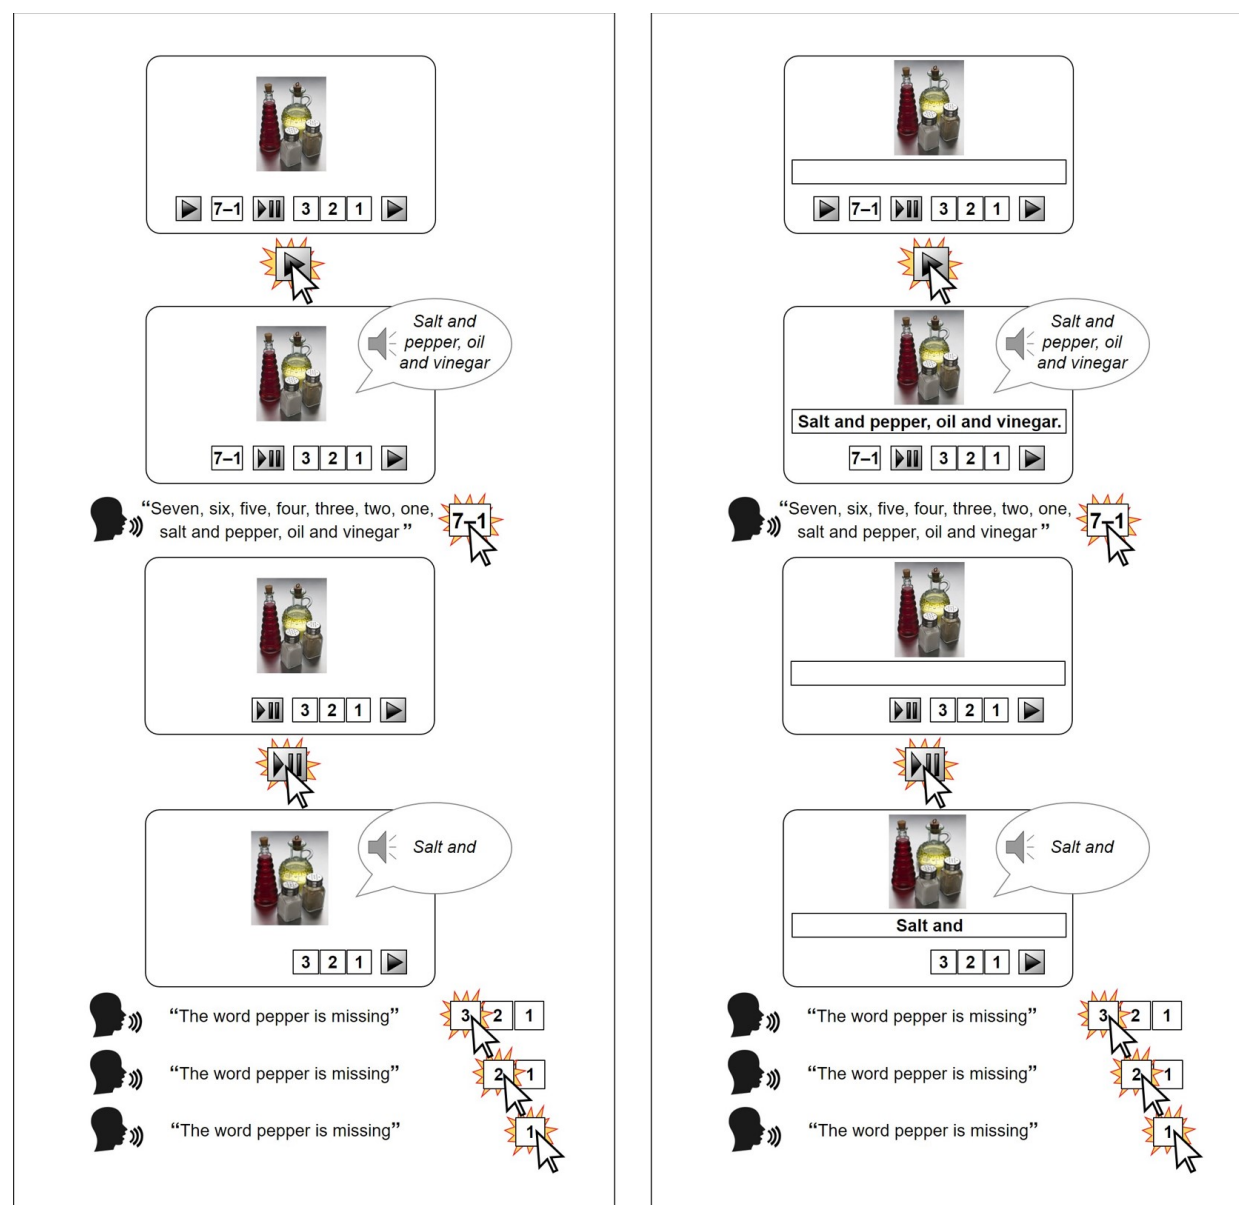 7–1
3 2 1
Salt and
pepper, oil
and vinegar
7–1
3 2 1
“Seven, six, five, four, three, two, one,
salt and pepper, oil and vinegar”
7–1
3 2 1
Salt and
3 2 1
“The word pepper is missing”
3 2 1
“The word pepper is missing”
2 1
“The word pepper is missing”
1
7–1
3 2 1
Salt and
pepper, oil
and vinegar
Salt and pepper, oil and vinegar.
7–1
3 2 1
“Seven, six, five, four, three, two, one,
salt and pepper, oil and vinegar”
7–1
3 2 1
Salt and
Salt and
3 2 1
“The word pepper is missing”
3 2 1
“The word pepper is missing”
2 1
“The word pepper is missing”
1